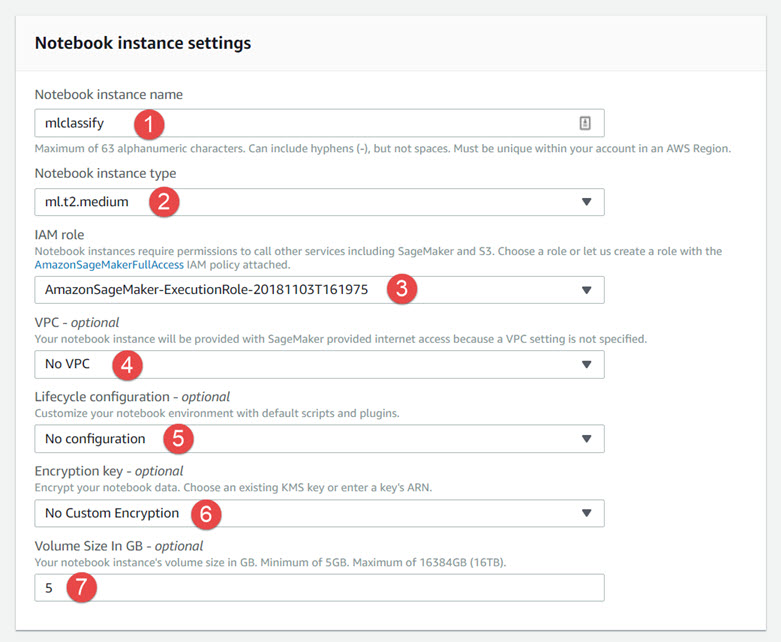 Notebook instance settings
Notebook instance name
mlclassify 1
Maximum of 63 alphanumeric characters. Can include hyphens (-), but not spaces. Must be unique within your account in an AWS Region.
Notebook instance type
ml.t2.medium 2
IAM role
Notebook instances require permissions to call other services including SageMaker and S3. Choose a role or let us create a role with the
AmazonSageMakerFullAccess IAM policy attached.
AmazonSageMaker-ExecutionRole-20181103T161975 3
VPC - optional
Your notebook instance will be provided with SageMaker provided internet access because a VPC setting is not specified.
No VPC 4
Lifecycle configuration - optional
Customize your notebook environment with default scripts and plugins.
No configuration 5
Encryption key - optional
Encrypt your notebook data. Choose an existing KMS key or enter a key's ARN.
No Custom Encryption 6
Volume Size In GB - optional
Your notebook instance's volume size in GB. Minimum of 5GB. Maximum of 16384GB (16TB).
5 7